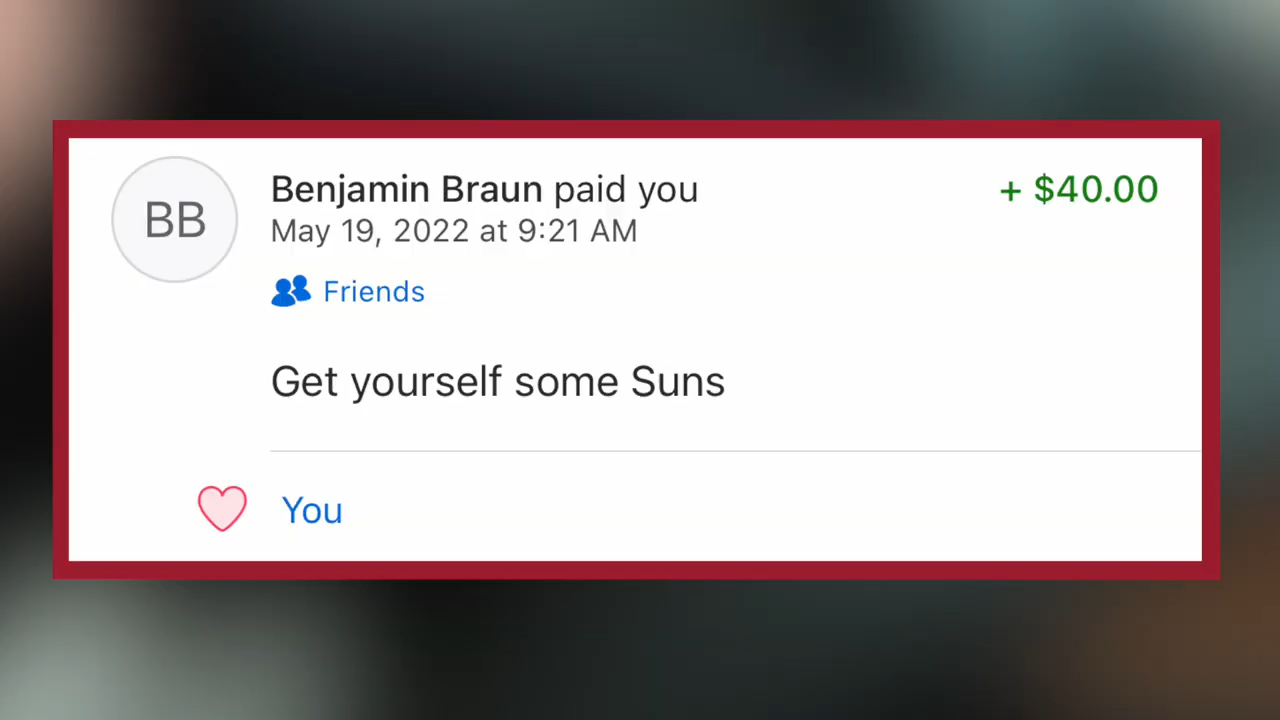 BB
Benjamin Braun paid you
+ $40.00
May 19, 2022 at 9:21 AM
Friends
Get yourself some Suns
You